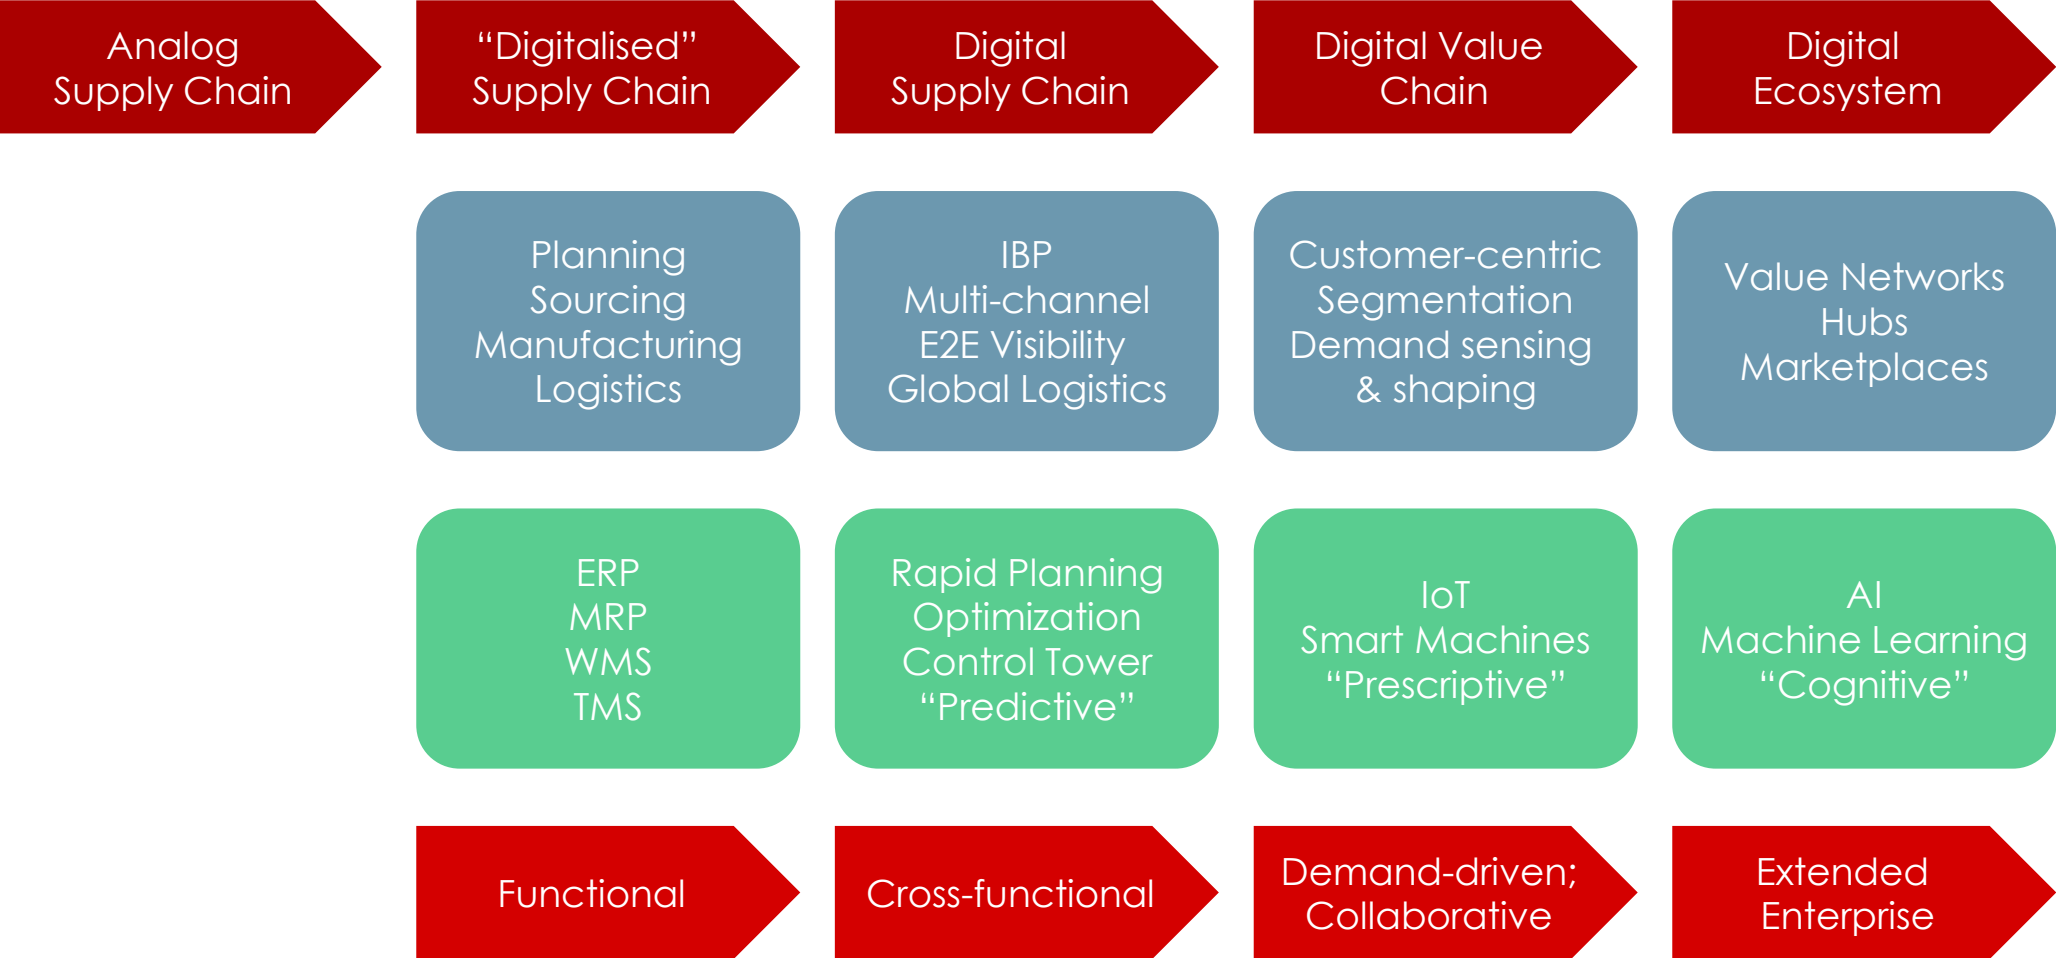 Analog
Supply Chain
“Digitalised”
Supply Chain
Digital
Supply Chain
Digital Value
Chain
Digital
Ecosystem
Planning
Sourcing
Manufacturing
Logistics
IBP
Multi-channel
E2E Visibility
Global Logistics
Customer-centric
Segmentation
Demand sensing
& shaping
Value Networks
Hubs
Marketplaces
ERP
MRP
WMS
TMS
Rapid Planning
Optimization
Control Tower
“Predictive”
IoT
Smart Machines
“Prescriptive”
AI
Machine Learning
“Cognitive”
Functional
Cross-functional
Demand-driven;
Collaborative
Extended
Enterprise